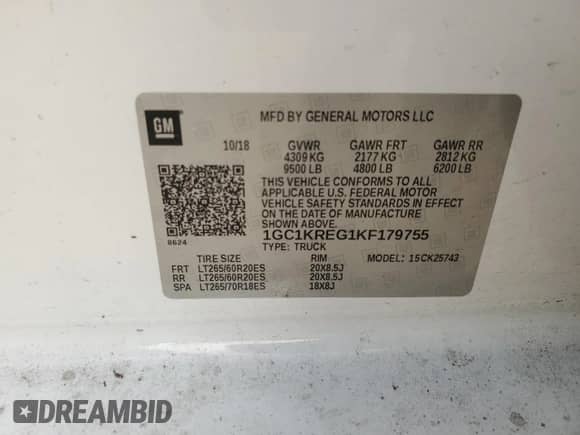 GM
MFD BY GENERAL MOTORS LLC
10/18 GVWR GAWR FRT GAWR RR
4309 KG 2177 KG 2812 KG
9500 LB 4800 LB 6200 LB
THIS VEHICLE CONFORMS TO ALL
APPLICABLE U.S. FEDERAL MOTOR
VEHICLE SAFETY STANDARDS IN EFFECT
ON THE DATE OF MANUFACTURE
SHOWN ABOVE.
1GC1KREG1KF179755
8624 TYPE: TRUCK
TIRE SIZE RIM MODEL: 15CK25743
FRT LT265/60R20ES 20X8.5J
RR LT265/60R20ES 20X8.5J
SPA LT265/70R18ES 18X8J
DREAMBID